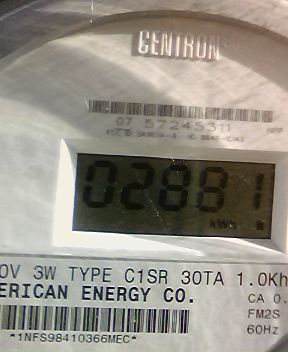 CENTRON
07 57245311
02881
kWh
0V 3W TYPE C1SR 30TA 1.0Kh
ERICAN ENERGY CO.
CA 0.
FM2S
60Hz
*1NFS98410366MEC*